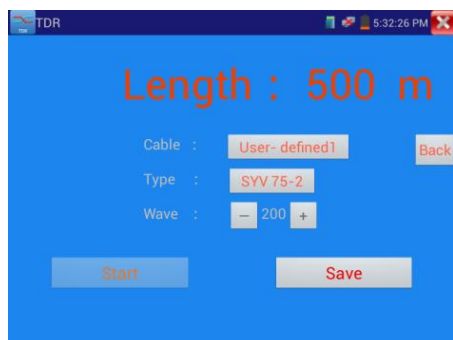 TDR 5:32:26 PM
TDR
Length : 500 m
Cable : User- defined1 Back
Type : SYV 75-2
Wave : — 200 +
Start Save